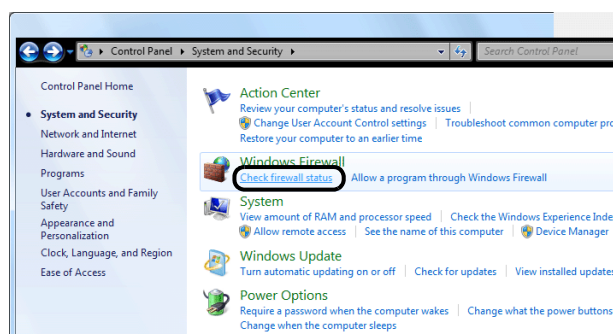 Control Panel ▸ System and Security ▸
Search Control Panel
Control Panel Home
System and Security
Network and Internet
Hardware and Sound
Programs
User Accounts and Family
Safety
Appearance and
Personalization
Clock, Language, and Region
Ease of Access
Action Center
Review your computer's status and resolve issues
Change User Account Control settings Troubleshoot common computer pro
Restore your computer to an earlier time
Windows Firewall
Check firewall status Allow a program through Windows Firewall
System
View amount of RAM and processor speed Check the Windows Experience Inde
Allow remote access See the name of this computer Device Manager
Windows Update
Turn automatic updating on or off Check for updates View installed updates
Power Options
Require a password when the computer wakes Change what the power buttons
Change when the computer sleeps